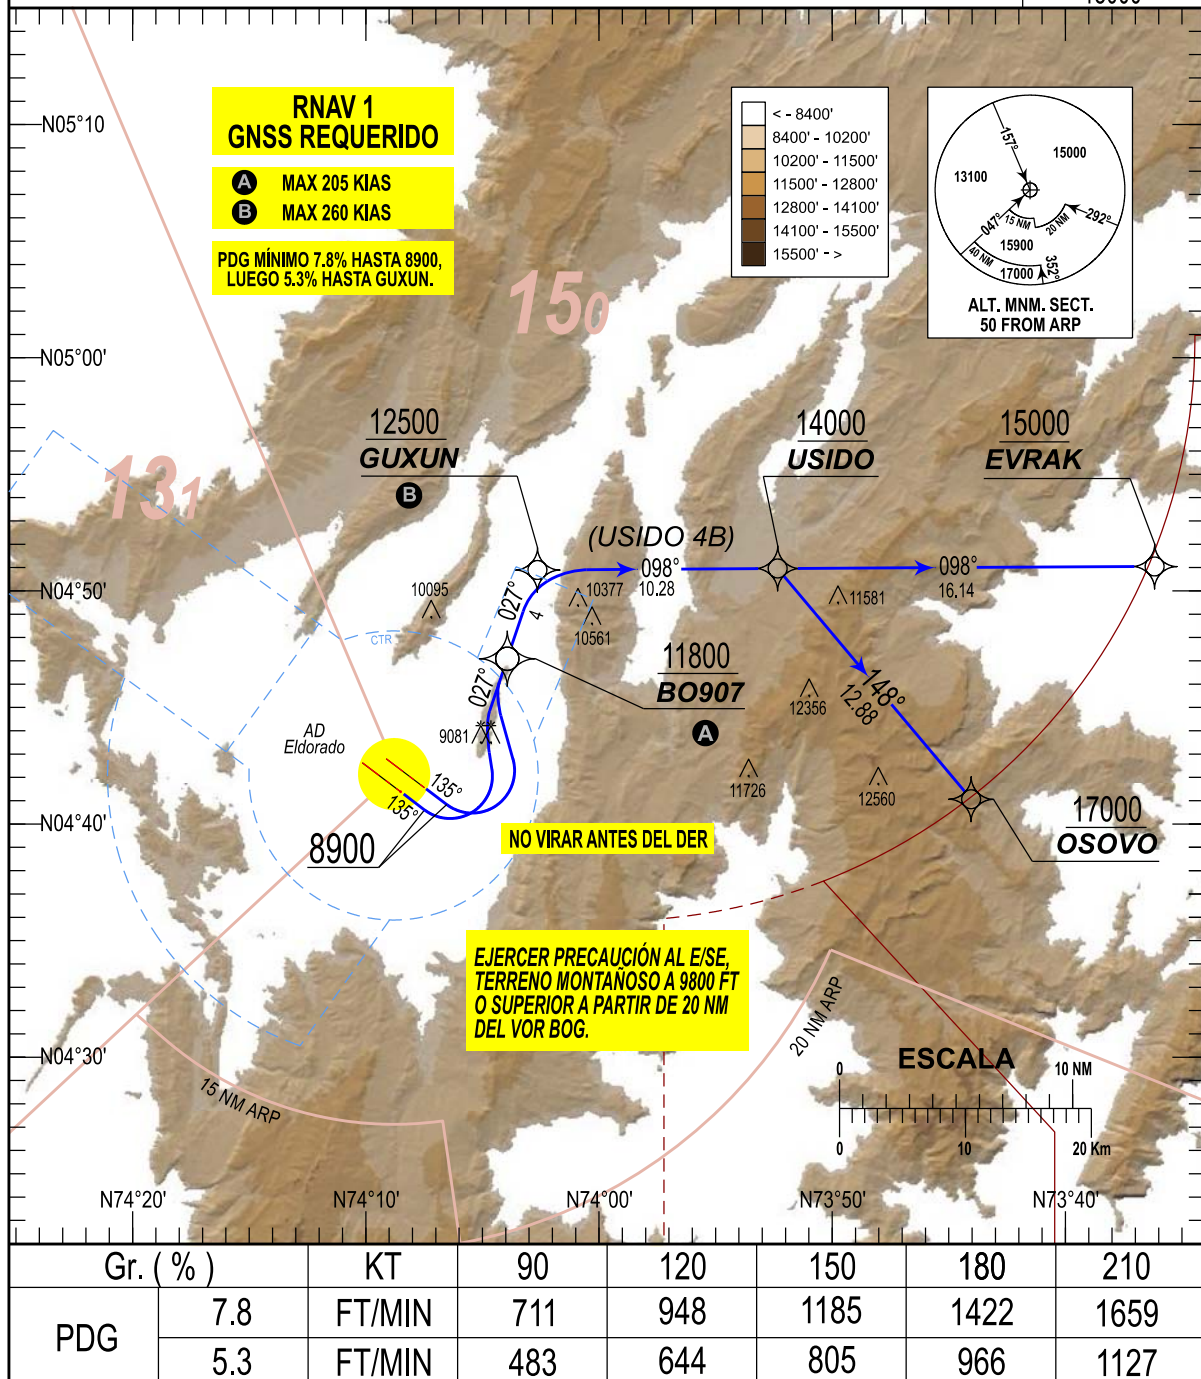 RNAV 1
GNSS REQUERIDO
A MAX 205 KIAS
B MAX 260 KIAS
PDG MÍNIMO 7.8% HASTA 8900,
LUEGO 5.3% HASTA GUXUN.
< - 8400'
8400' - 10200'
10200' - 11500'
11500' - 12800'
12800' - 14100'
14100' - 15500'
15500' - >
157°
15000
13100
047°
15 NM
20 NM
292°
15900
40 NM
17000
352°
ALT. MNM. SECT.
50 FROM ARP
N05°10
N05°00'
N04°50'
N04°40'
N04°30'
150
131
12500
GUXUN
B
14000
USIDO
15000
EVRAK
(USIDO 4B)
098°
10.28
098°
16.14
10095
10377
10561
11581
027°
4
CTR
11800
BO907
A
027°
148°
12.88
12356
9081
AD
Eldorado
11726
12560
135°
135°
8900
NO VIRAR ANTES DEL DER
17000
OSOVO
EJERCER PRECAUCIÓN AL E/SE,
TERRENO MONTAÑOSO A 9800 FT
O SUPERIOR A PARTIR DE 20 NM
DEL VOR BOG.
20 NM ARP
15 NM ARP
ESCALA
0 10 NM
0 10 20 Km
N74°20' N74°10' N74°00' N73°50' N73°40'
Gr. ( % ) KT 90 120 150 180 210
PDG 7.8 FT/MIN 711 948 1185 1422 1659
5.3 FT/MIN 483 644 805 966 1127